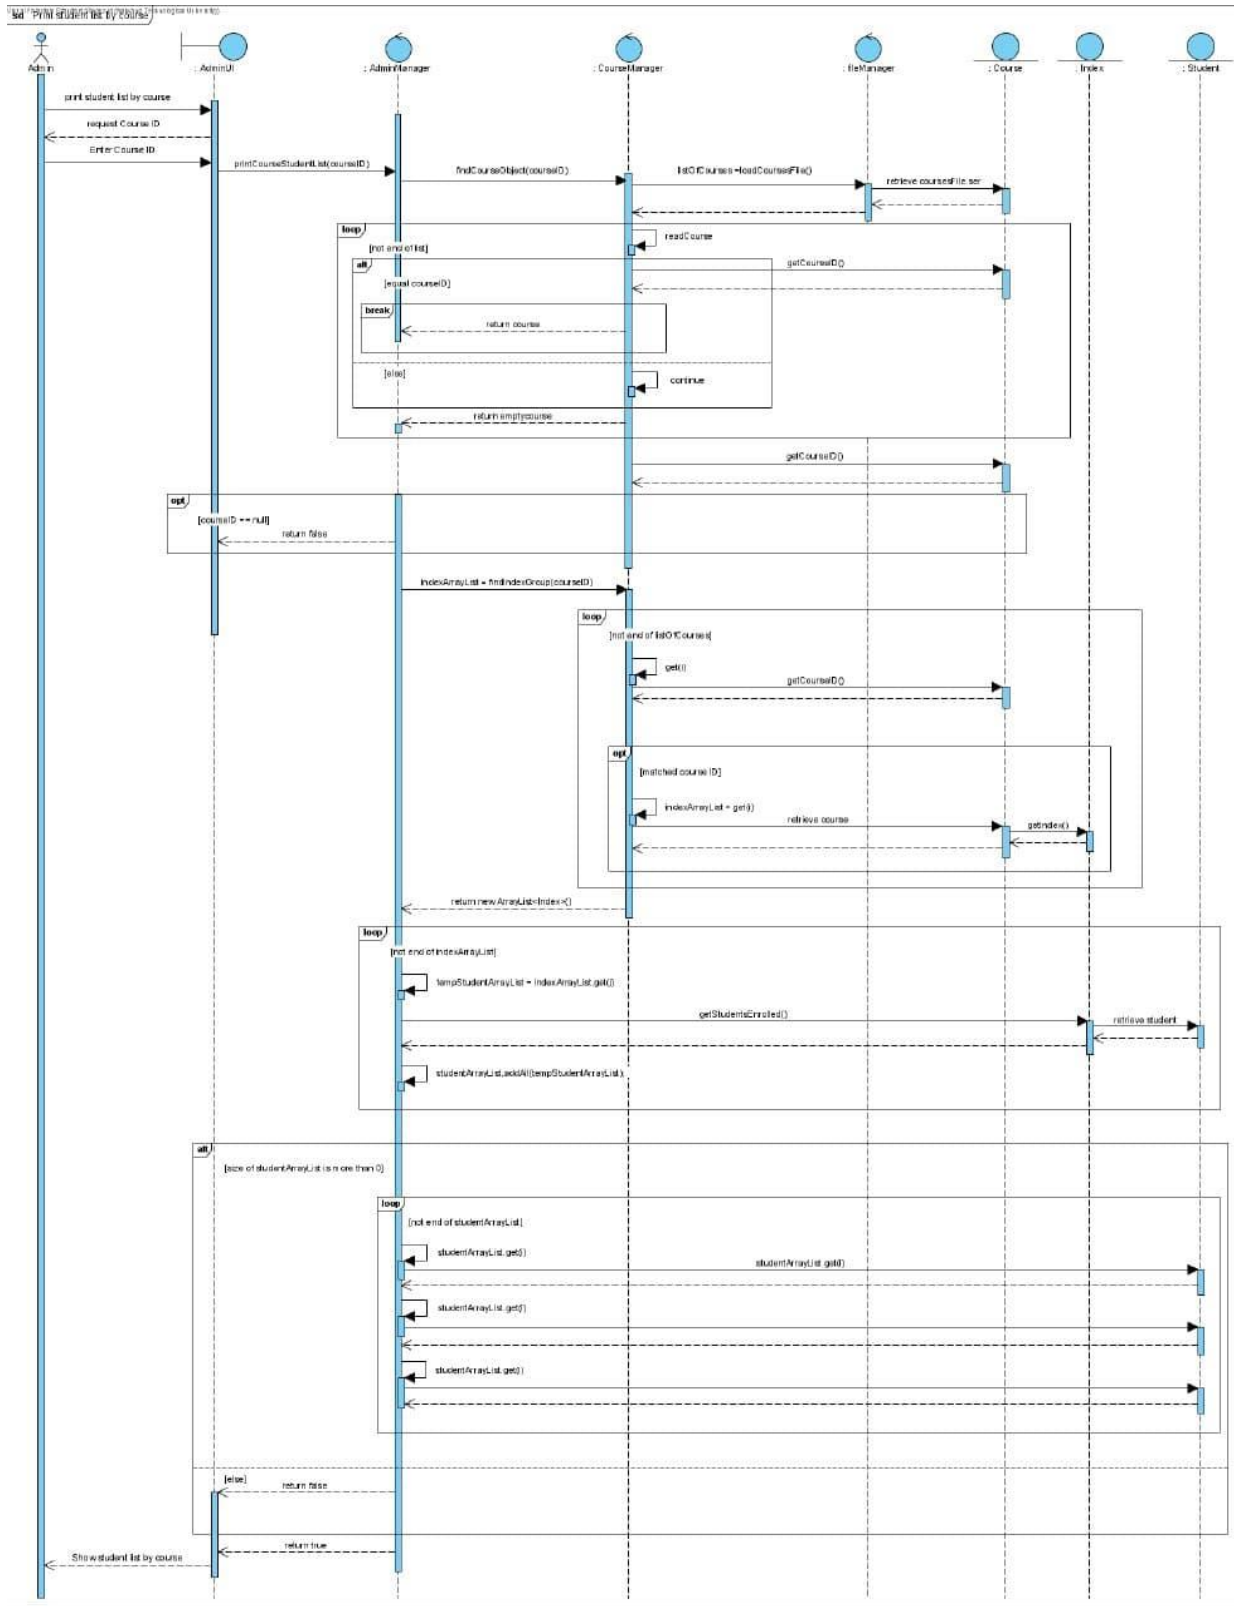 sd Print student list by course
Admin
: AdminUI
: AdminManager
: CourseManager
: fileManager
: Course
: Index
: Student
print student list by course
request Course ID
Enter Course ID
printCourseStudentList(courseID)
findCourseObject(courseID)
listOfCourses =loadCoursesFile()
retrieve coursesFile.ser
loop
[not end of list]
readCourse
alt
[equal courseID]
getCourseID()
break
return course
[else]
continue
return emptycourse
getCourseID()
opt
[courseID == null]
return false
indexArrayList = findIndexGroup(courseID)
loop
[not end of listOfCourses]
get(i)
getCourseID()
opt
[matched course ID]
indexArrayList = get(i)
retrieve course
getIndex()
return new ArrayList<Index>()
loop
[not end of indexArrayList]
tempStudentArrayList = indexArrayList.get(i)
getStudentsEnrolled()
retrieve student
studentArrayList.addAll(tempStudentArrayList)
alt
[size of studentArrayList is more than 0]
loop
[not end of studentArrayList]
studentArrayList.get(i)
studentArrayList.get(i)
studentArrayList.get(i)
studentArrayList.get(i)
[else]
return false
return true
Show student list by course